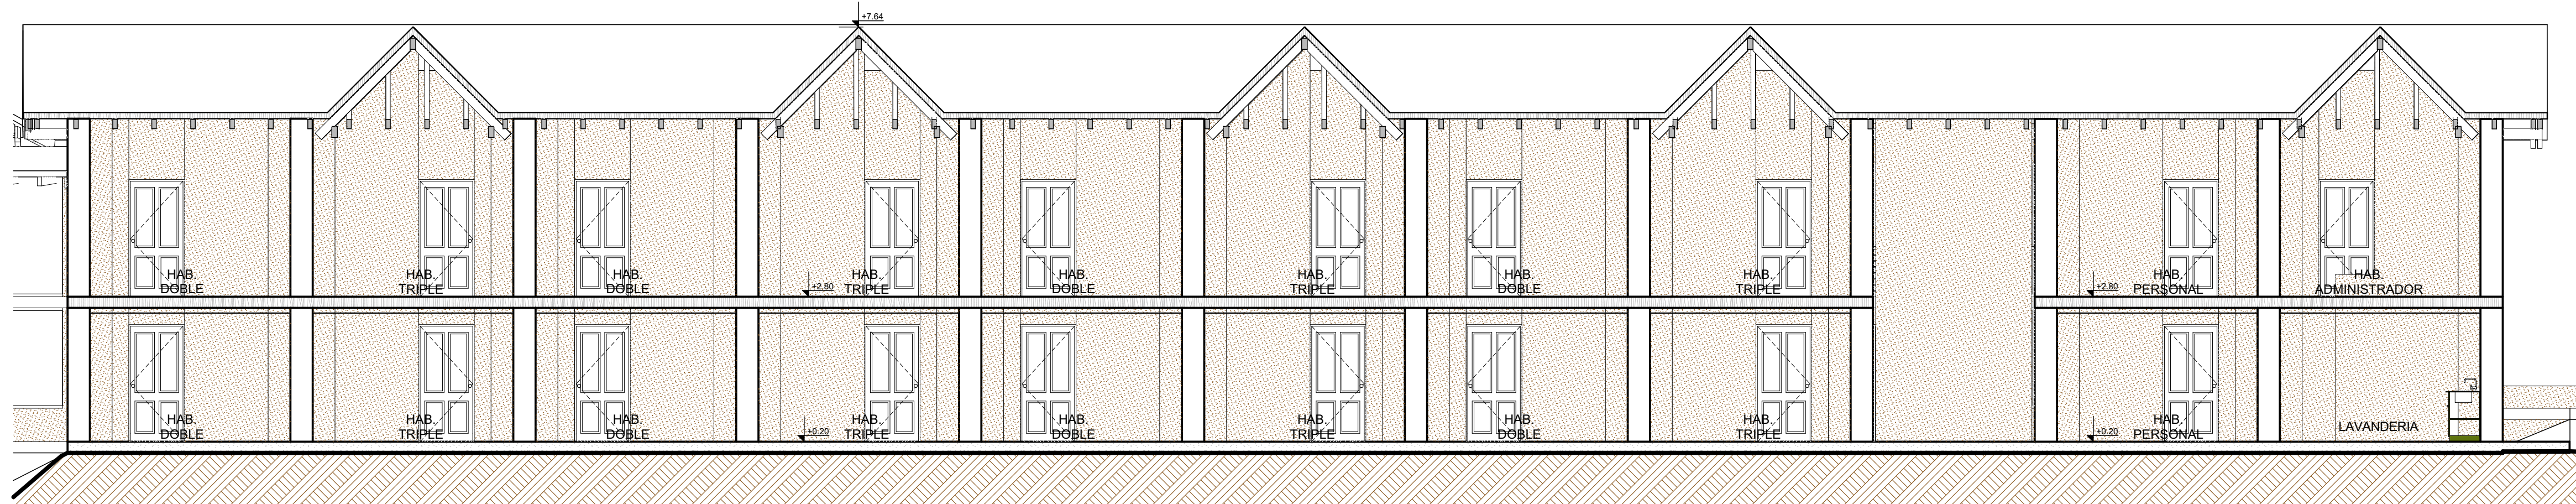 +7.64
HAB.
DOBLE
HAB.
TRIPLE
HAB.
DOBLE
+2.80
HAB.
TRIPLE
HAB.
DOBLE
HAB.
TRIPLE
HAB.
DOBLE
HAB.
TRIPLE
+2.80
HAB.
PERSONAL
HAB.
ADMINISTRADOR
HAB.
DOBLE
HAB.
TRIPLE
HAB.
DOBLE
+0.20
HAB.
TRIPLE
HAB.
DOBLE
HAB.
TRIPLE
HAB.
DOBLE
HAB.
TRIPLE
+0.20
HAB.
PERSONAL
LAVANDERIA